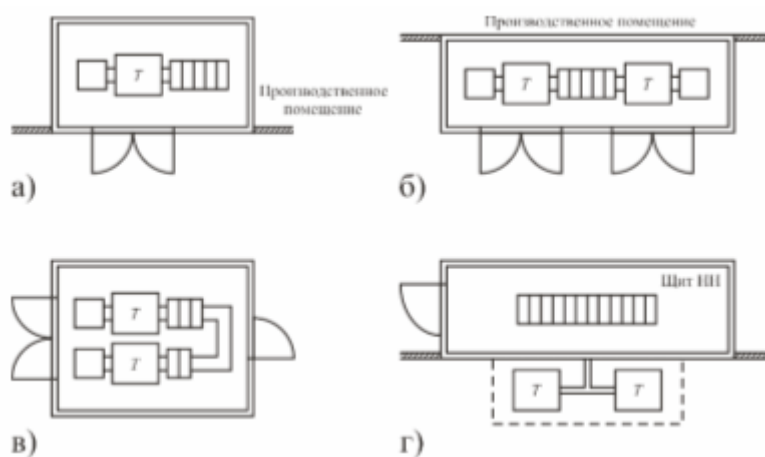 Производственное помещение
Т
Т
Т
Производственное
помещение
а)
б)
Щит НН
Т
Т
Т
Т
в)
г)